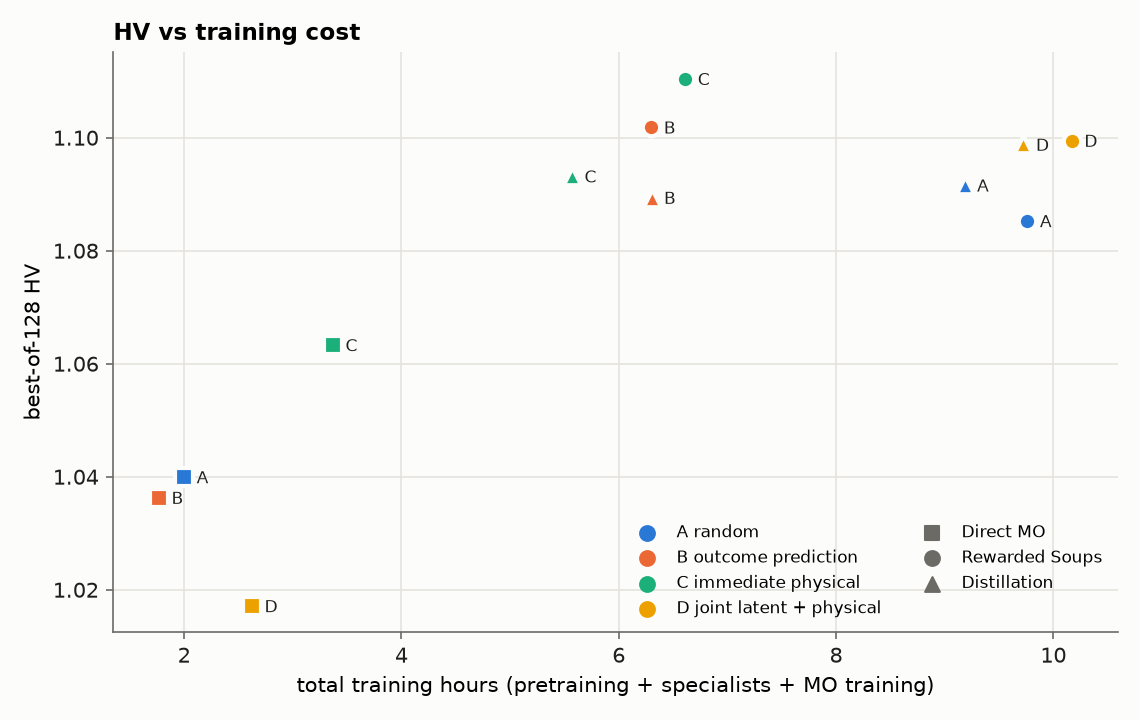 HV vs training cost
best-of-128 HV
1.10
1.08
1.06
1.04
1.02
C
B
D
D
C
A
B
A
C
A
B
D
A random
B outcome prediction
C immediate physical
D joint latent + physical
Direct MO
Rewarded Soups
Distillation
2 4 6 8 10
total training hours (pretraining + specialists + MO training)